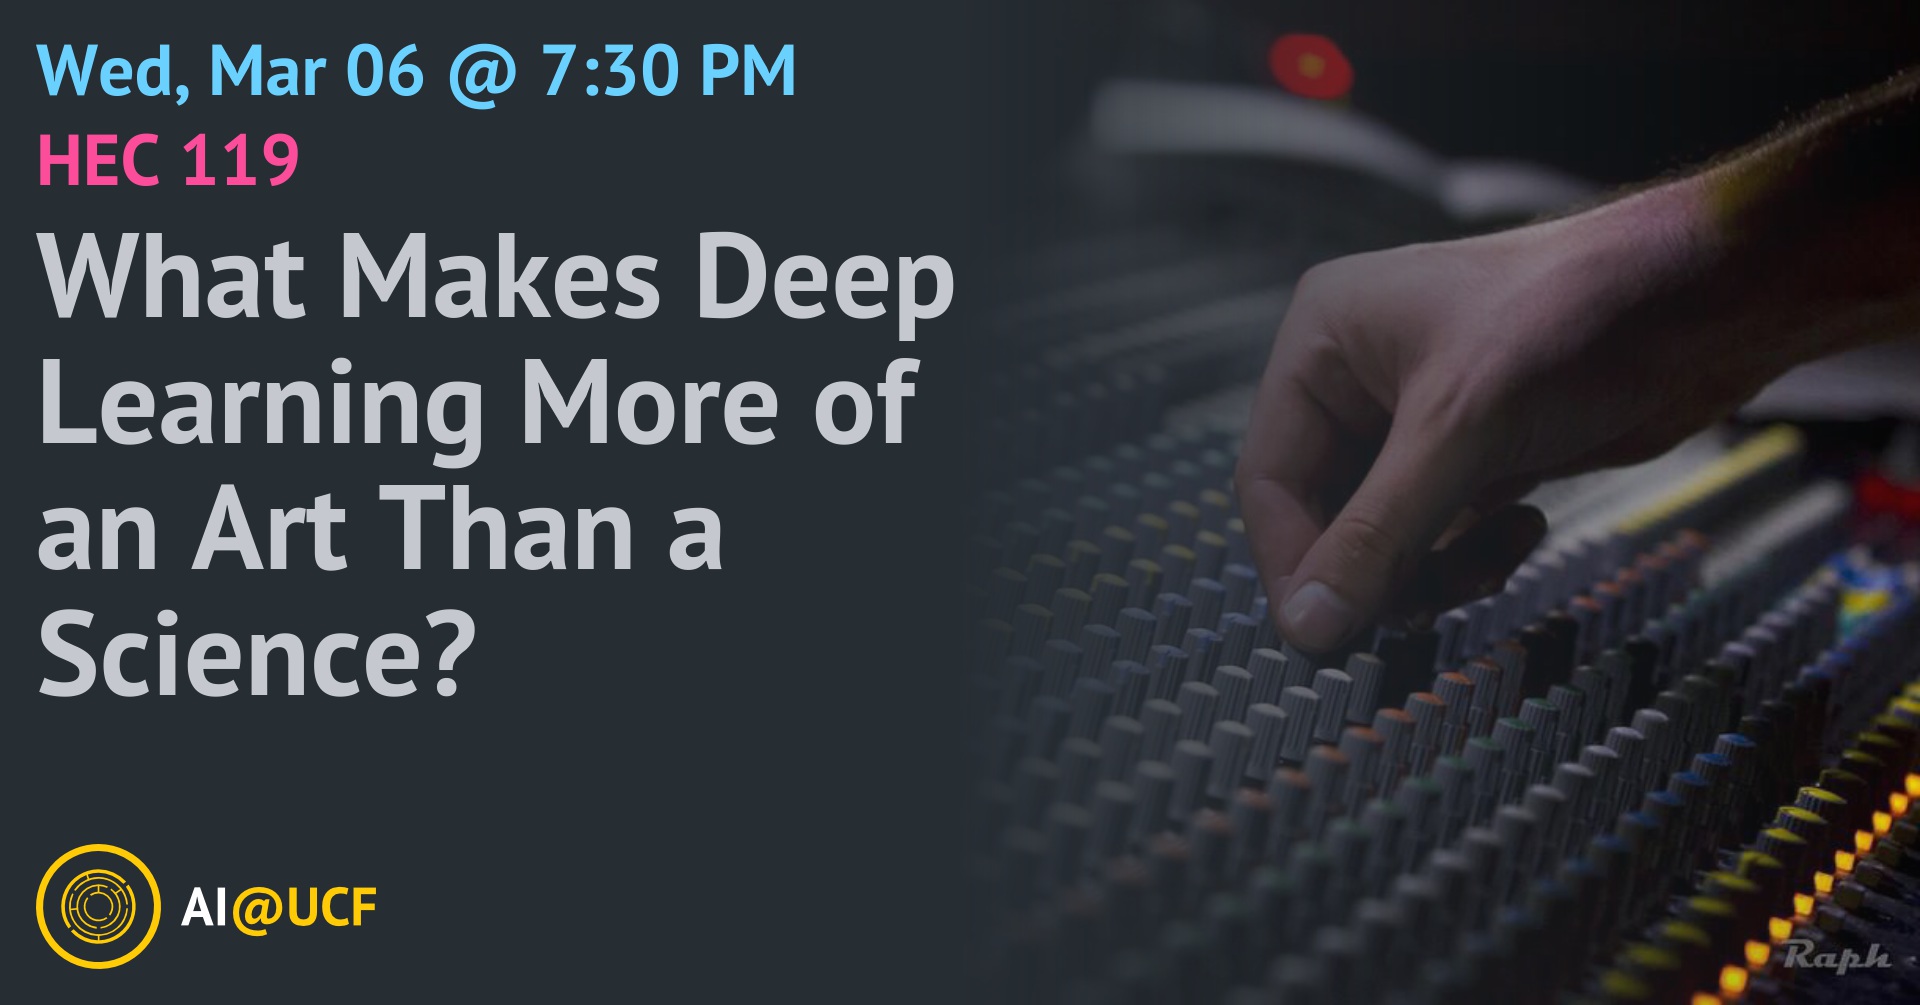 Wed, Mar 06 @ 7:30 PM
HEC 119
What Makes Deep
Learning More of
an Art Than a
Science?
AI@UCF
Raph